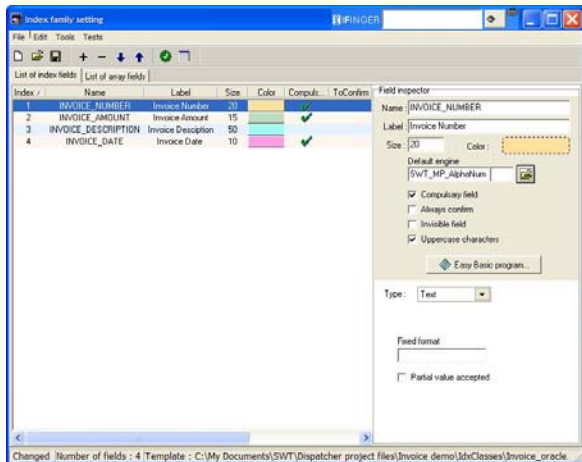 Index family setting
IFINGER
File Edit Tools Tests
List of index fields List of array fields
Index / Name Label Size Color Compuls... ToConfirm
1 INVOICE_NUMBER Invoice Number 20
2 INVOICE_AMOUNT Invoice Amount 15
3 INVOICE_DESCRIPTION Invoice Desciption 50
4 INVOICE_DATE Invoice Date 10
Field inspector
Name : INVOICE_NUMBER
Label : Invoice Number
Size : 20 Color :
Default engine
SWT_MP_AlphaNum
Compulsary field
Always confirm
Invisible field
Uppercase characters
Easy Basic program...
Type : Text
Fixed format
Partial value accepted
Changed Number of fields : 4 Template : C:\My Documents\SWT\Dispatcher project files\Invoice demo\IdxClasses\Invoice_oracle.